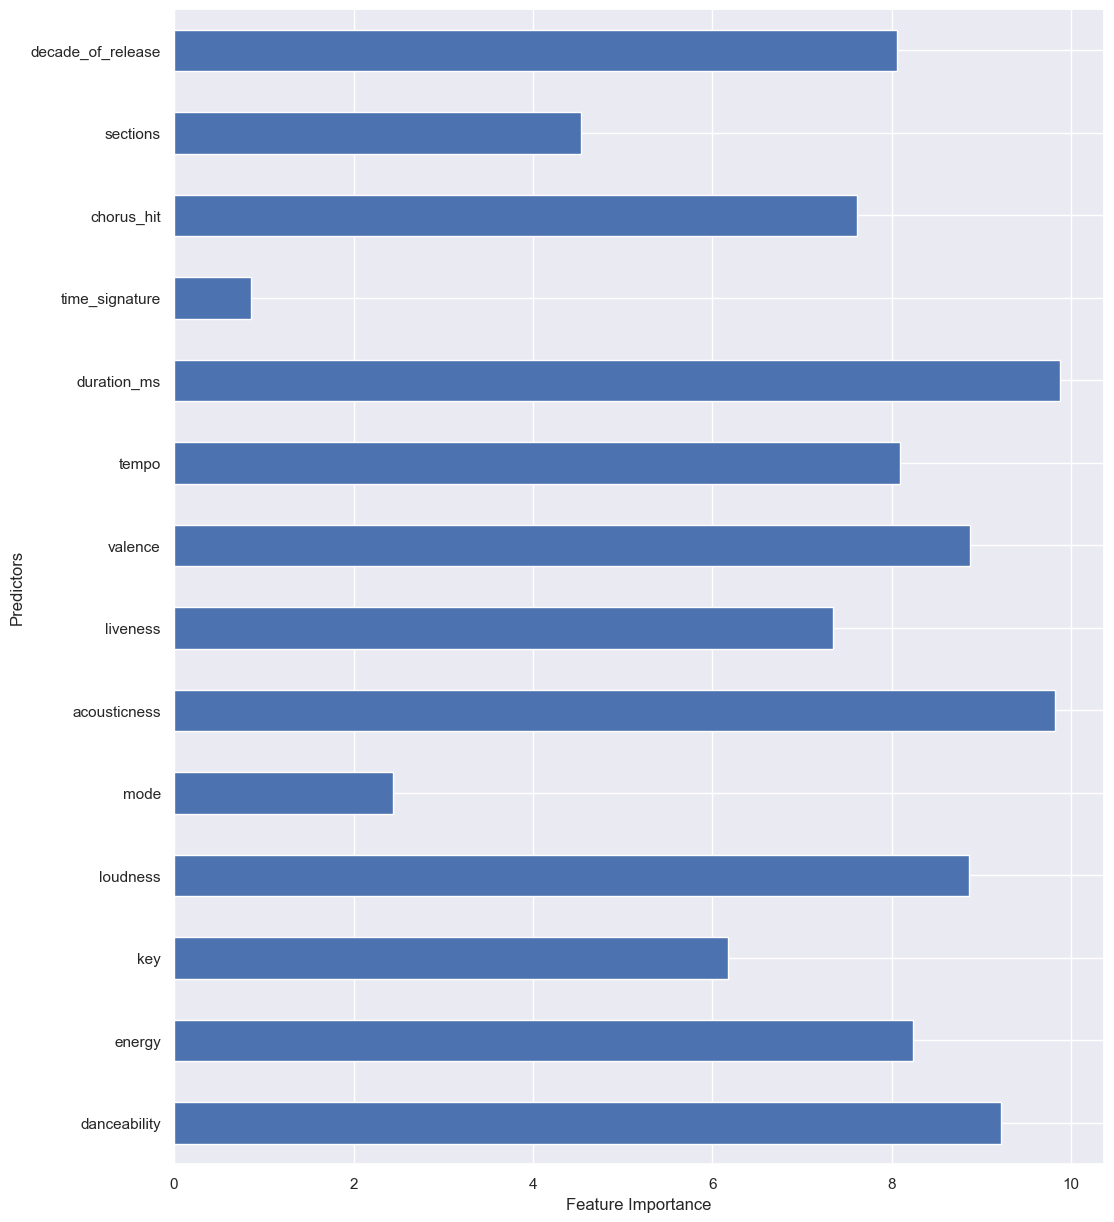 decade_of_release
sections
chorus_hit
time_signature
duration_ms
tempo
valence
liveness
acousticness
mode
loudness
key
energy
danceability
Predictors
0 2 4 6 8 10
Feature Importance